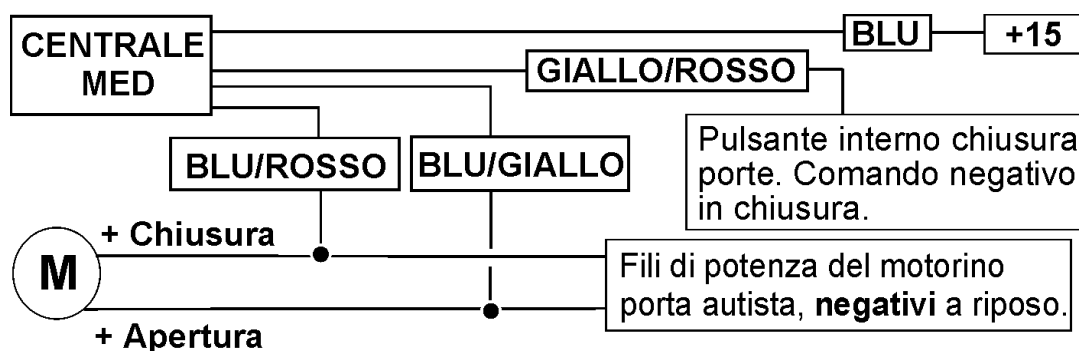 CENTRALE
MED
BLU
+15
GIALLO/ROSSO
Pulsante interno chiusura
porte. Comando negativo
in chiusura.
BLU/ROSSO
BLU/GIALLO
+ Chiusura
M
Fili di potenza del motorino
porta autista, negativi a riposo.
+ Apertura